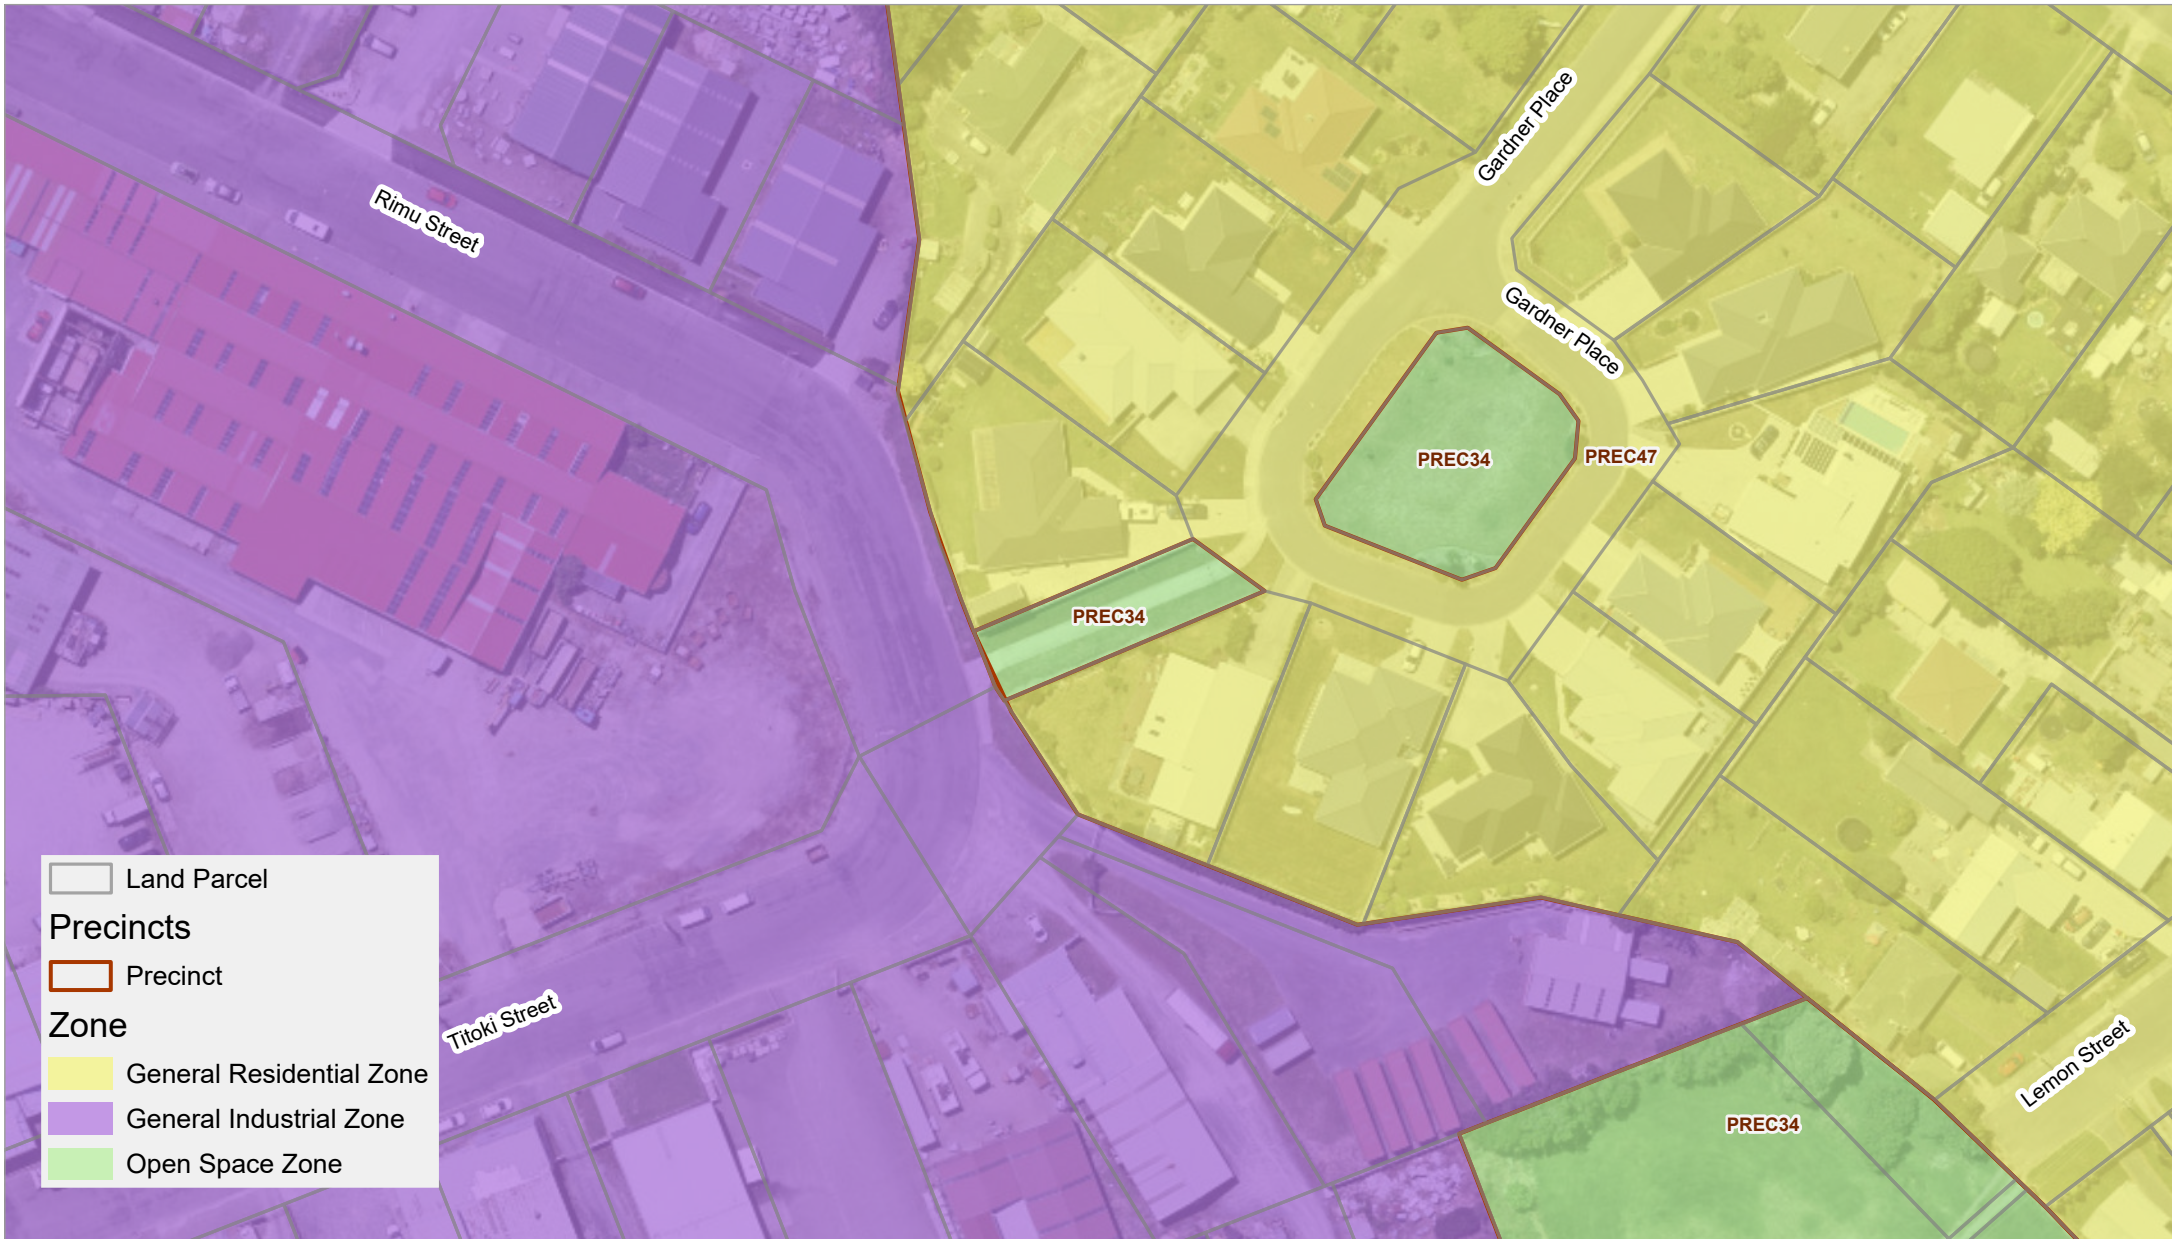 Gardner Place
Rimu Street
Gardner Place
PREC34
PREC47
PREC34
Land Parcel
Precincts
Precinct
Zone
General Residential Zone
General Industrial Zone
Open Space Zone
Titoki Street
Lemon Street
PREC34